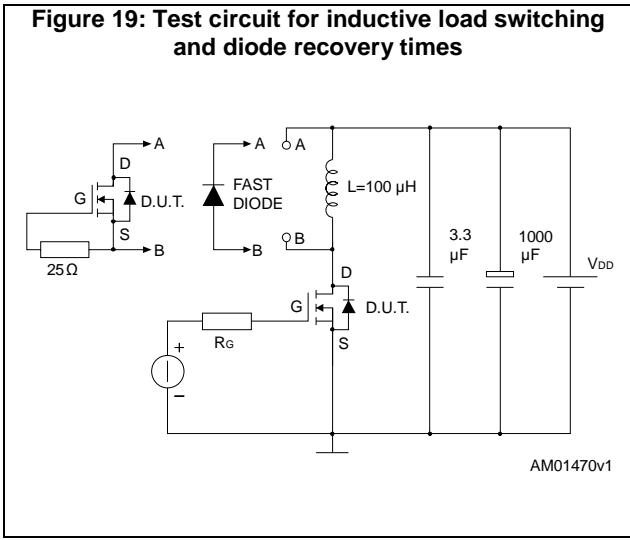 Figure 19: Test circuit for inductive load switching
and diode recovery times
A
D
G
D.U.T.
S
B
25Ω
A
FAST
DIODE
B
A
L=100 µH
B
D
G
D.U.T.
S
RG
+
−
3.3
µF
1000
µF
VDD
AM01470v1